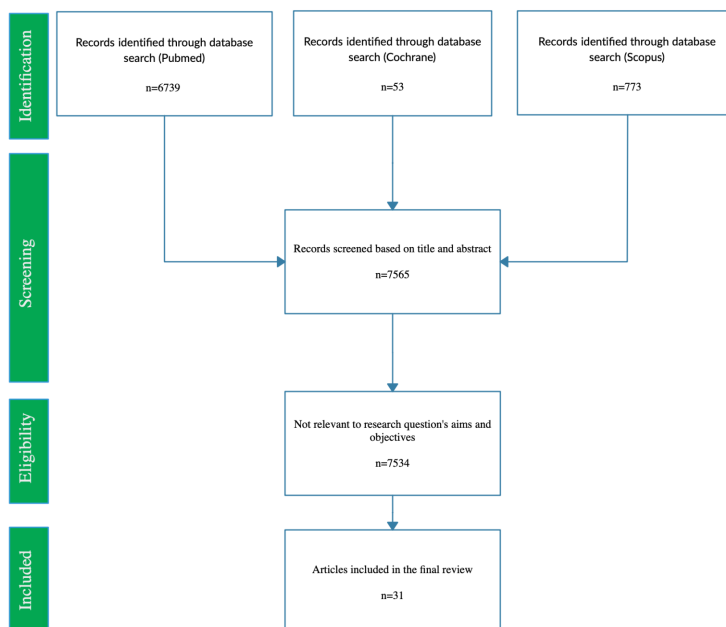 Identification
Records identified through database
search (Pubmed)
n=6739
Records identified through database
search (Cochrane)
n=53
Records identified through database
search (Scopus)
n=773
Screening
Records screened based on title and abstract
n=7565
Eligibility
Not relevant to research question's aims and
objectives
n=7534
Included
Articles included in the final review
n=31